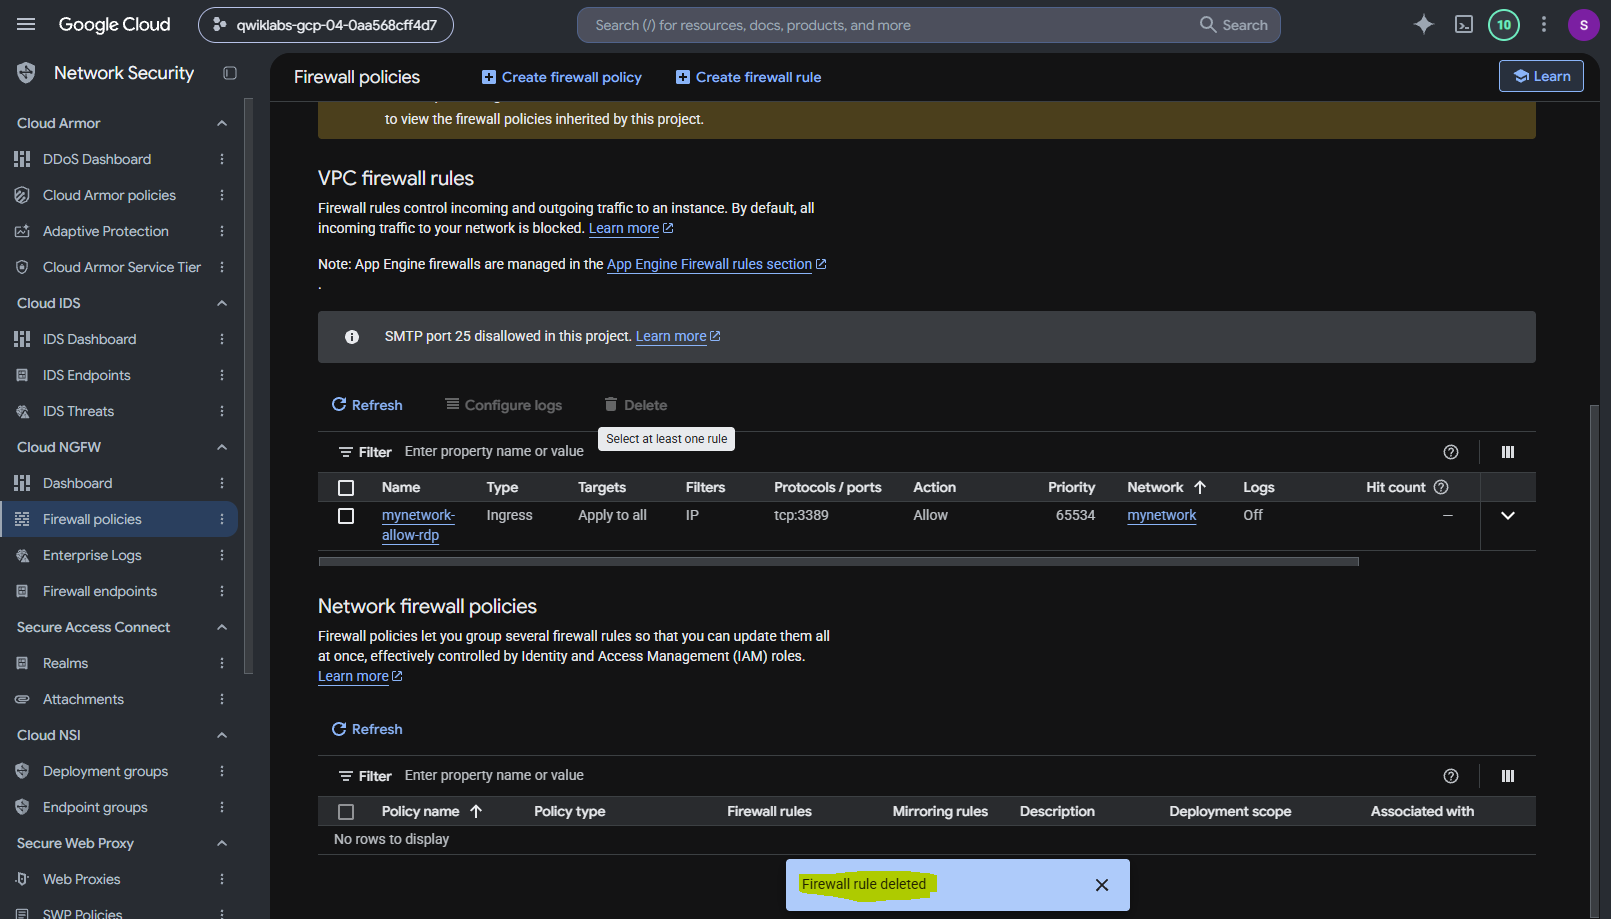 Google Cloud
qwiklabs-gcp-04-0aa568cff4d7
Search (/) for resources, docs, products, and more
Search
10
S
Network Security
Firewall policies
Create firewall policy
Create firewall rule
Learn
Cloud Armor
DDoS Dashboard
Cloud Armor policies
Adaptive Protection
Cloud Armor Service Tier
Cloud IDS
IDS Dashboard
IDS Endpoints
IDS Threats
Cloud NGFW
Dashboard
Firewall policies
Enterprise Logs
Firewall endpoints
Secure Access Connect
Realms
Attachments
Cloud NSI
Deployment groups
Endpoint groups
Secure Web Proxy
Web Proxies
SWP Policies
to view the firewall policies inherited by this project.
VPC firewall rules
Firewall rules control incoming and outgoing traffic to an instance. By default, all
incoming traffic to your network is blocked. Learn more
Note: App Engine firewalls are managed in the App Engine Firewall rules section
.
SMTP port 25 disallowed in this project. Learn more
Refresh
Configure logs
Delete
Select at least one rule
Filter Enter property name or value
Name Type Targets Filters Protocols / ports Action Priority Network Logs Hit count
mynetwork- Ingress Apply to all IP tcp:3389 Allow 65534 mynetwork Off —
allow-rdp
Network firewall policies
Firewall policies let you group several firewall rules so that you can update them all
at once, effectively controlled by Identity and Access Management (IAM) roles.
Learn more
Refresh
Filter Enter property name or value
Policy name Policy type Firewall rules Mirroring rules Description Deployment scope Associated with
No rows to display
Firewall rule deleted